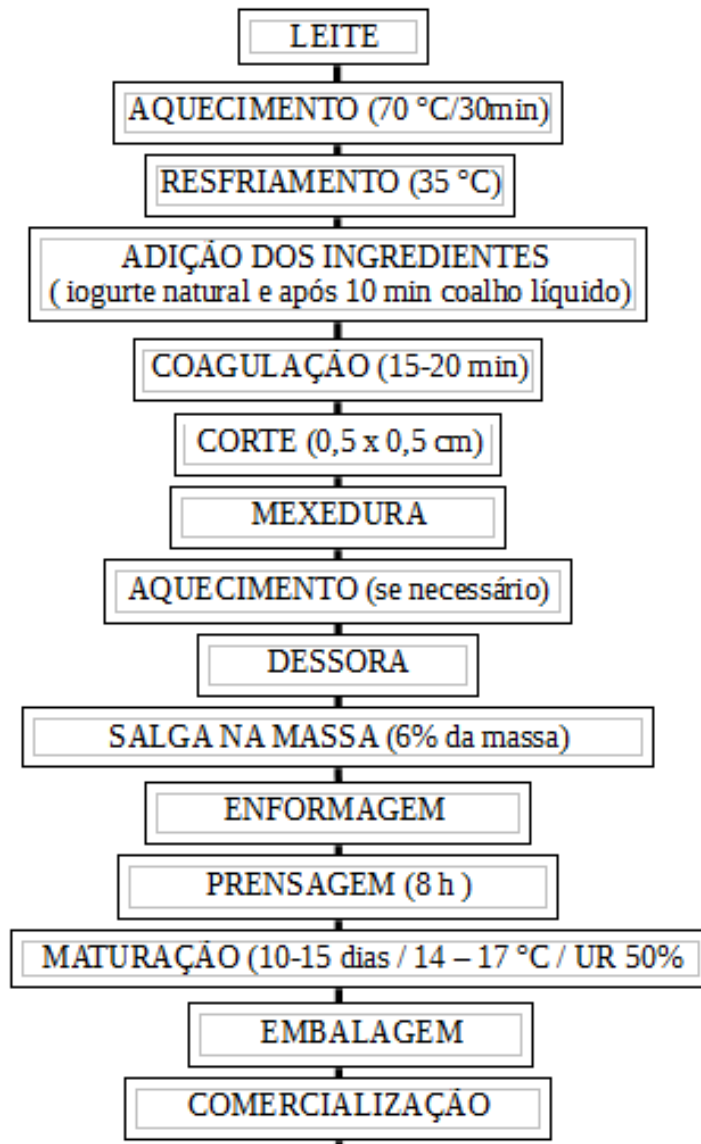 LEITE
AQUECIMENTO (70 °C/30min)
RESFRIAMENTO (35 °C)
ADIÇÃO DOS INGREDIENTES
( iogurte natural e após 10 min coalho líquido)
COAGULAÇÃO (15-20 min)
CORTE (0,5 x 0,5 cm)
MEXEDURA
AQUECIMENTO (se necessário)
DESSORA
SALGA NA MASSA (6% da massa)
ENFORMAGEM
PRENSAGEM (8 h )
MATURAÇÃO (10-15 dias / 14 – 17 °C / UR 50%
EMBALAGEM
COMERCIALIZAÇÃO